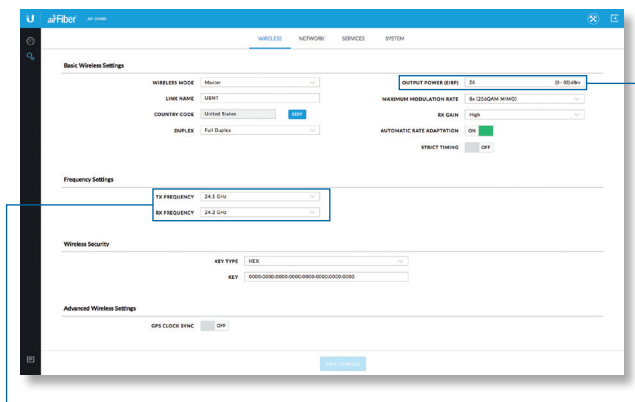 airFiber AF-24HD
WIRELESS NETWORK SERVICES SYSTEM
Basic Wireless Settings
WIRELESS MODE Master
LINK NAME UBNT
COUNTRY CODE United States EDIT
DUPLEX Full Duplex
OUTPUT POWER (EIRP) 26 (0 - 33) dBm
MAXIMUM MODULATION RATE 8x (256QAM MIMO)
RX GAIN High
AUTOMATIC RATE ADAPTATION ON
STRICT TIMING OFF
Frequency Settings
TX FREQUENCY 24.1 GHz
RX FREQUENCY 24.2 GHz
Wireless Security
KEY TYPE HEX
KEY 0000:0000:0000:0000:0000:0000:0000:0000
Advanced Wireless Settings
GPS CLOCK SYNC OFF
SAVE CHANGES